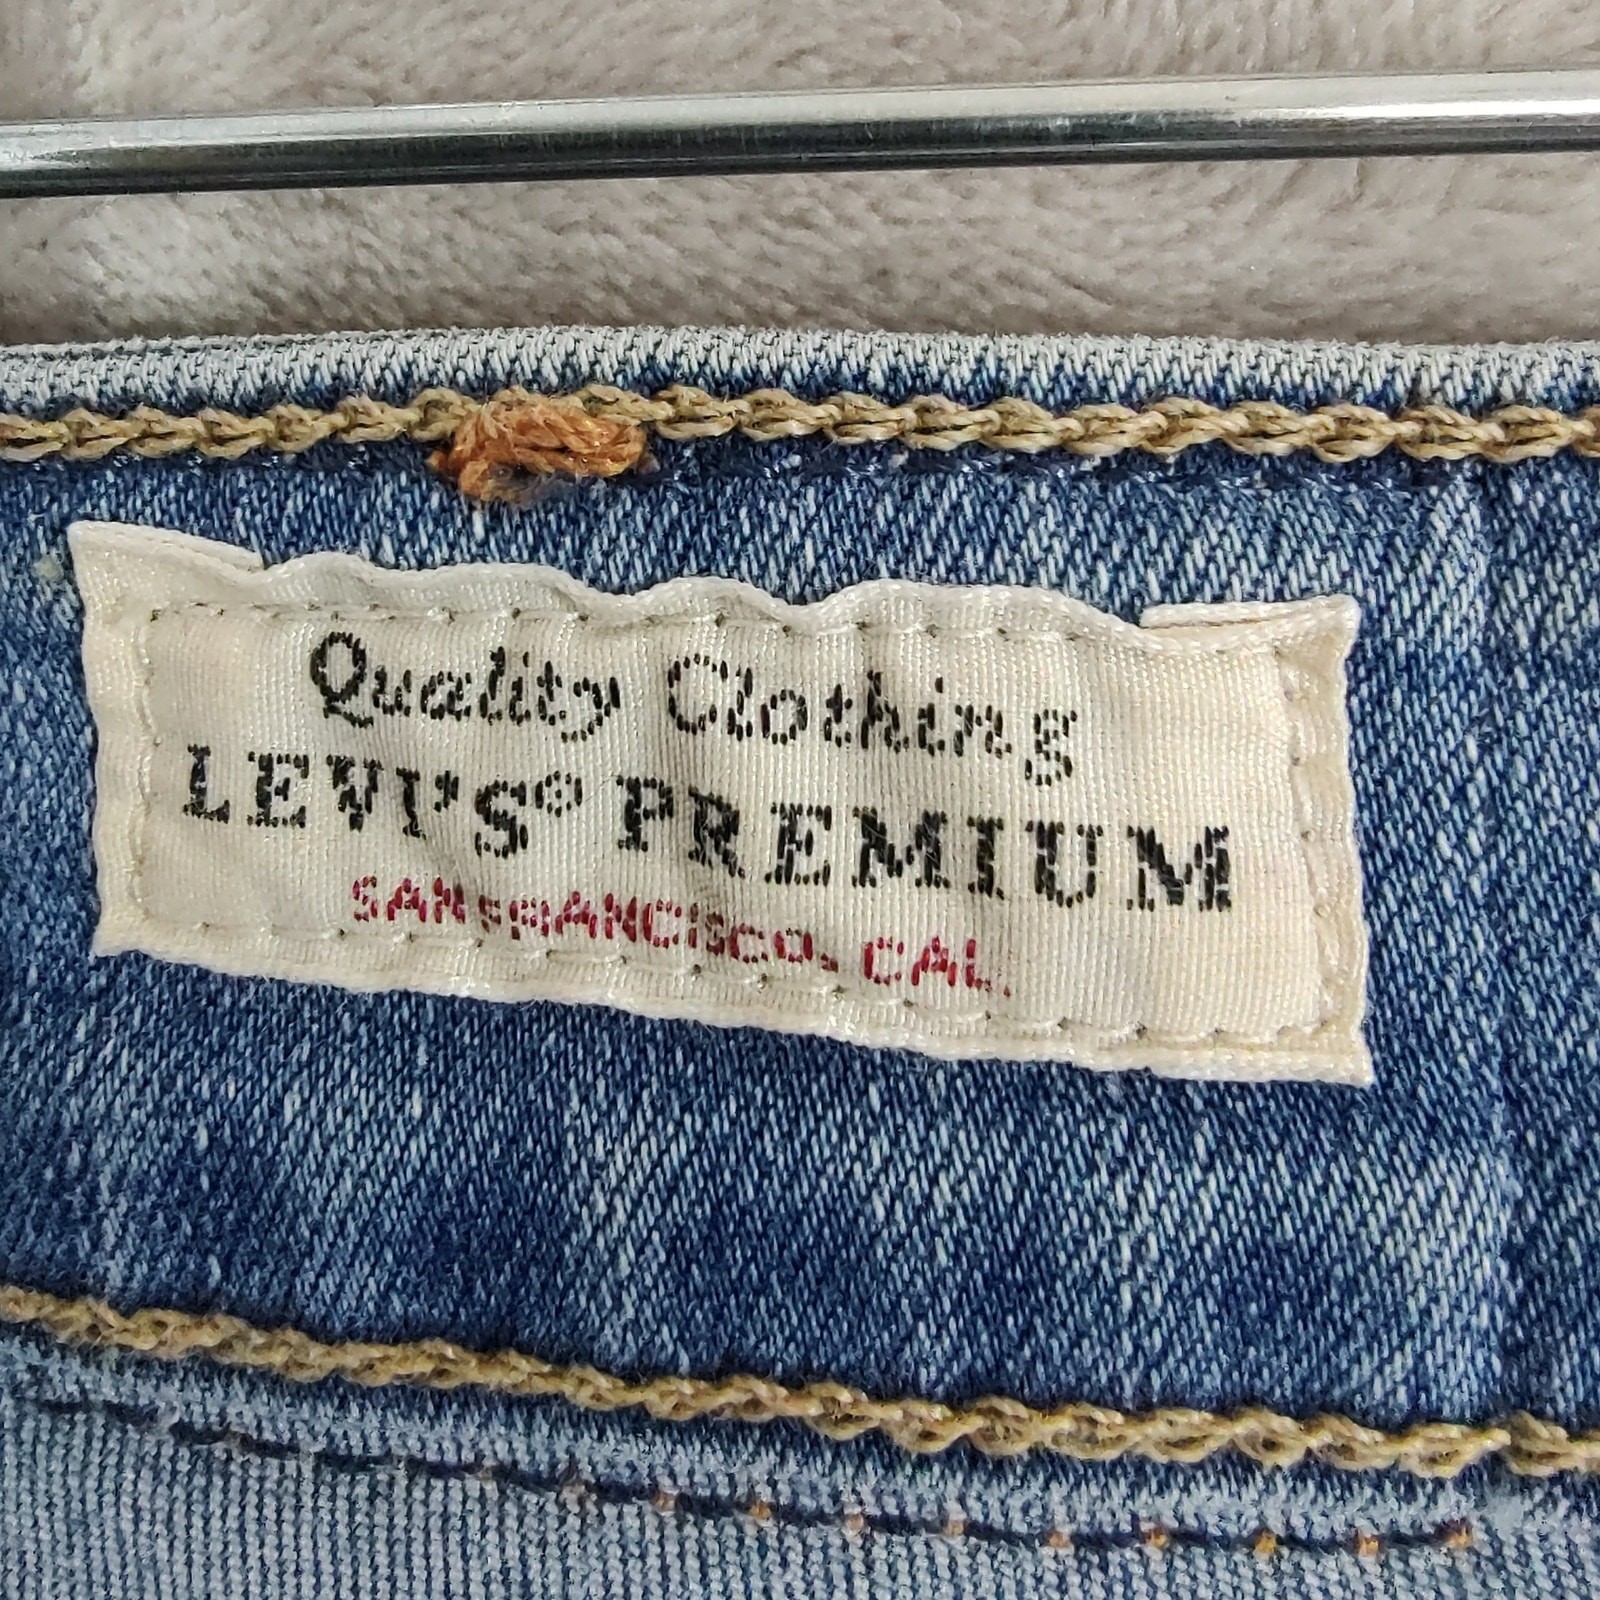 Quality Clothing
LEVI'S® PREMIUM
SAN FRANCISCO, CAL.